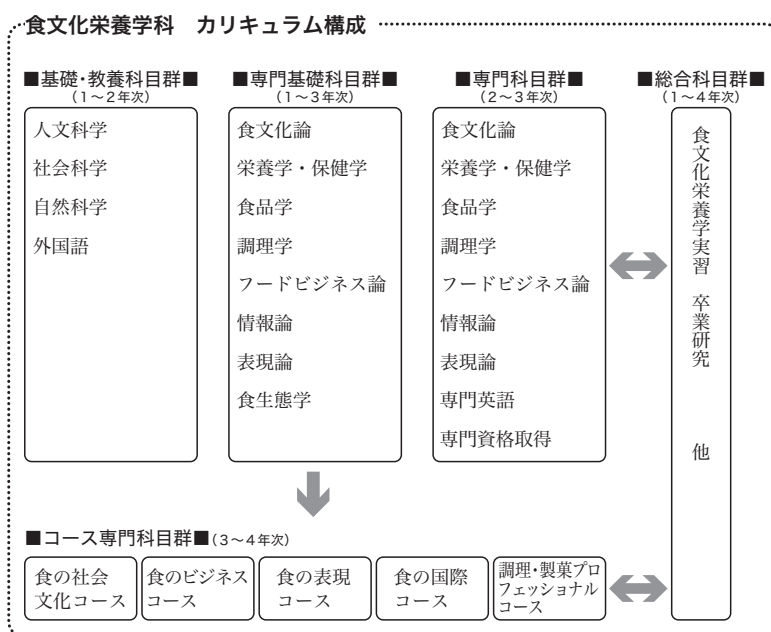 食文化栄養学科 カリキュラム構成
■基礎・教養科目群■
(1~2年次)
人文科学
社会科学
自然科学
外国語
■専門基礎科目群■
(1~3年次)
食文化論
栄養学・保健学
食品学
調理学
フードビジネス論
情報論
表現論
食生態学
■専門科目群■
(2~3年次)
食文化論
栄養学・保健学
食品学
調理学
フードビジネス論
情報論
表現論
専門英語
専門資格取得
■総合科目群■
(1~4年次)
食文化栄養学実習 卒業研究 他
■コース専門科目群■(3~4年次)
食の社会
文化コース
食のビジネス
コース
食の表現
コース
食の国際
コース
調理・製菓プロ
フェッショナル
コース